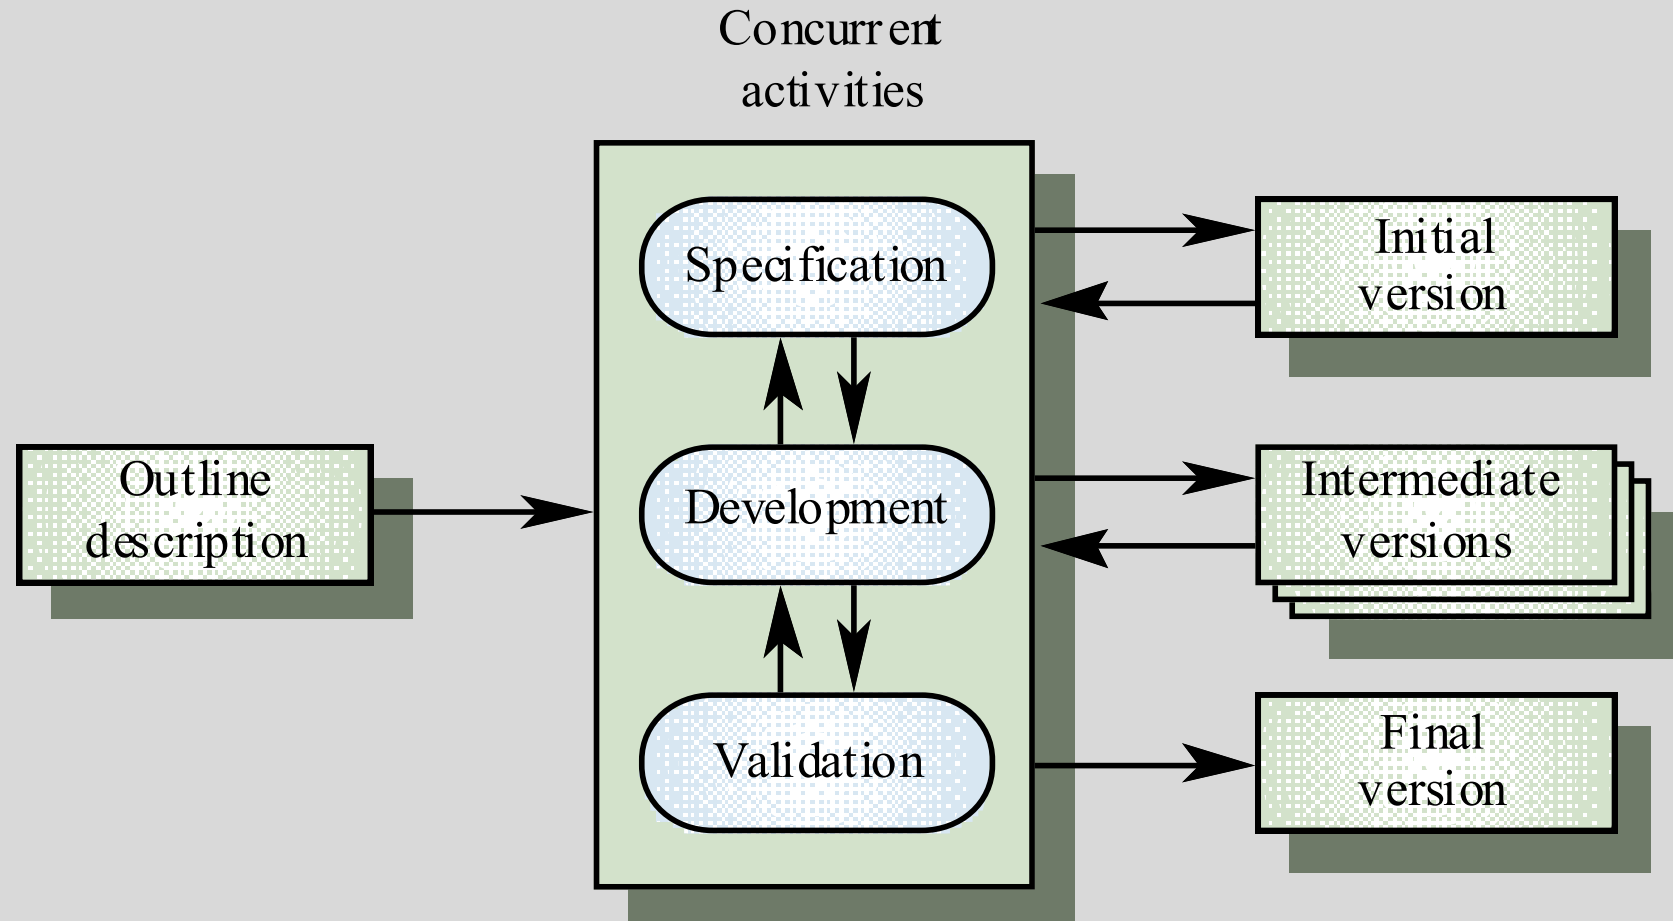 Concurrent
activities
Specification
Initial
version
Outline
description
Development
Intermediate
versions
Validation
Final
version